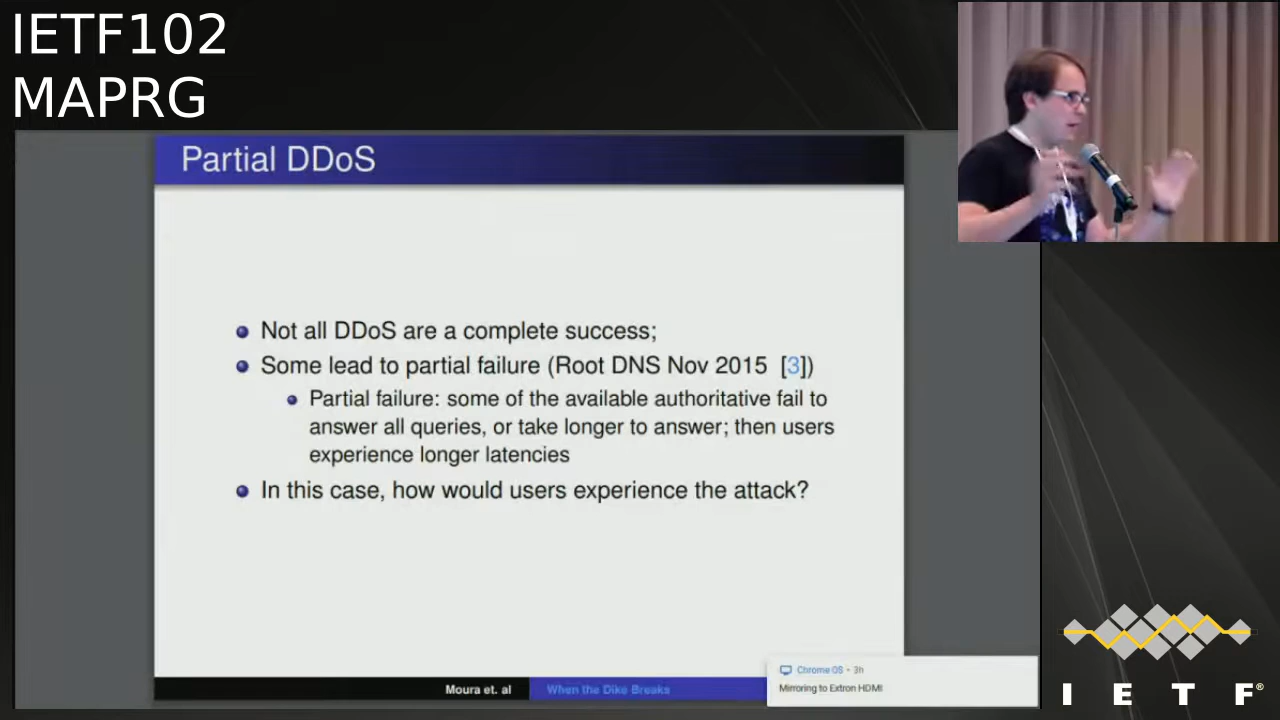 IETF102
MAPRG
Partial DDoS
Not all DDoS are a complete success;
Some lead to partial failure (Root DNS Nov 2015 [3])
Partial failure: some of the available authoritative fail to
answer all queries, or take longer to answer; then users
experience longer latencies
In this case, how would users experience the attack?
Moura et. al
When the Dike Breaks
Chrome OS • 3h
Mirroring to Extron HDMI
I E T F®